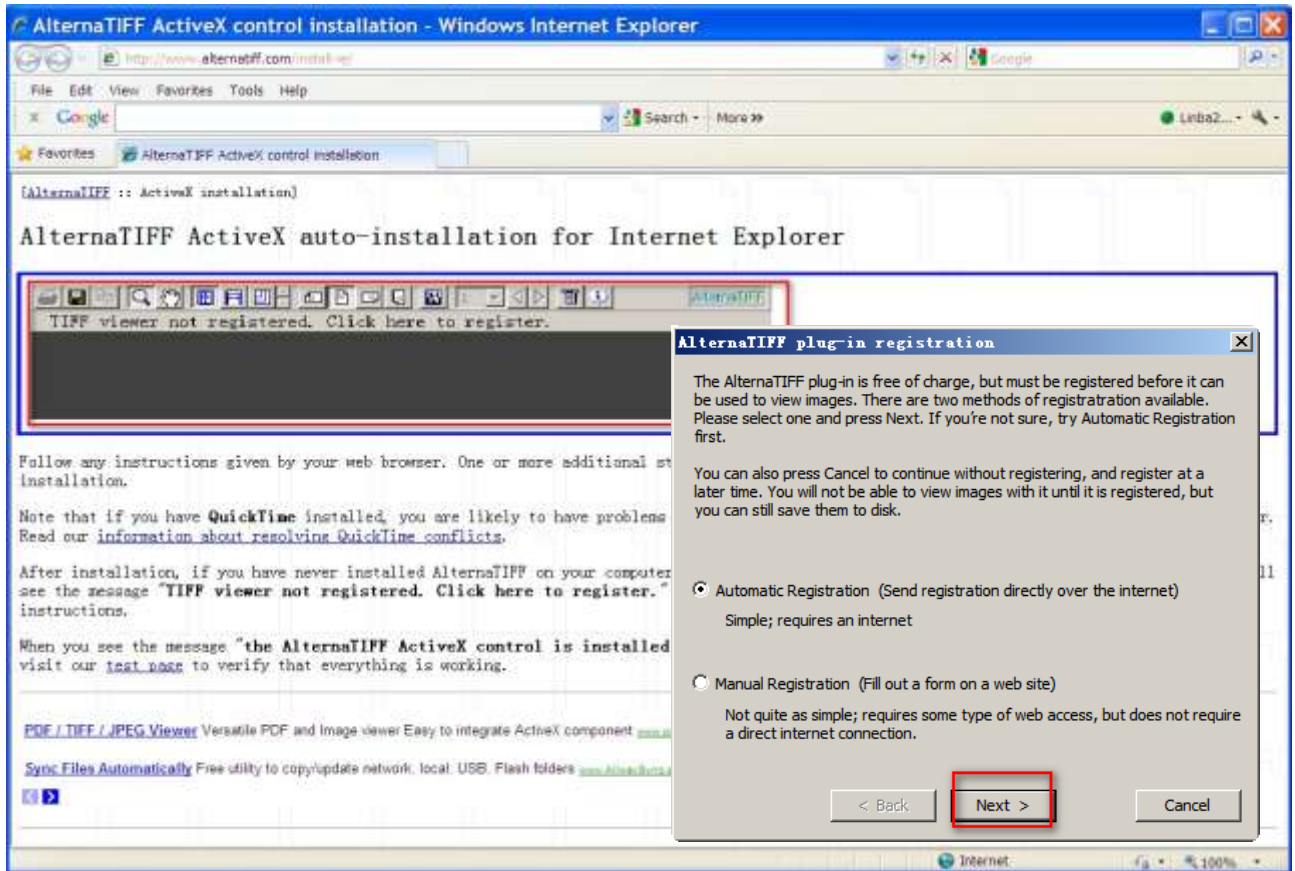 AlternaTIFF ActiveX control installation - Windows Internet Explorer
http://www.alternatiff.com/install-ie/
Google
File Edit View Favorites Tools Help
x Google Search More »
Linba2...
Favorites AlternaTIFF ActiveX control installation
[AlternaTIFF :: ActiveX installation]
AlternaTIFF ActiveX auto-installation for Internet Explorer
AlternaTIFF
TIFF viewer not registered. Click here to register.
Follow any instructions given by your web browser. One or more additional st
installation.
Note that if you have QuickTime installed, you are likely to have problems
r.
Read our information about resolving QuickTime conflicts.
After installation, if you have never installed AlternaTIFF on your computer
ll
see the message "TIFF viewer not registered. Click here to register."
instructions.
When you see the message "the AlternaTIFF ActiveX control is installed
visit our test page to verify that everything is working.
PDF / TIFF / JPEG Viewer Versatile PDF and Image viewer Easy to integrate ActiveX component
Sync Files Automatically Free utility to copy/update network, local, USB, Flash folders
AlternaTIFF plug-in registration
The AlternaTIFF plug-in is free of charge, but must be registered before it can
be used to view images. There are two methods of registratration available.
Please select one and press Next. If you're not sure, try Automatic Registration
first.
You can also press Cancel to continue without registering, and register at a
later time. You will not be able to view images with it until it is registered, but
you can still save them to disk.
Automatic Registration (Send registration directly over the internet)
Simple; requires an internet
Manual Registration (Fill out a form on a web site)
Not quite as simple; requires some type of web access, but does not require
a direct internet connection.
< Back Next > Cancel
Internet 100%